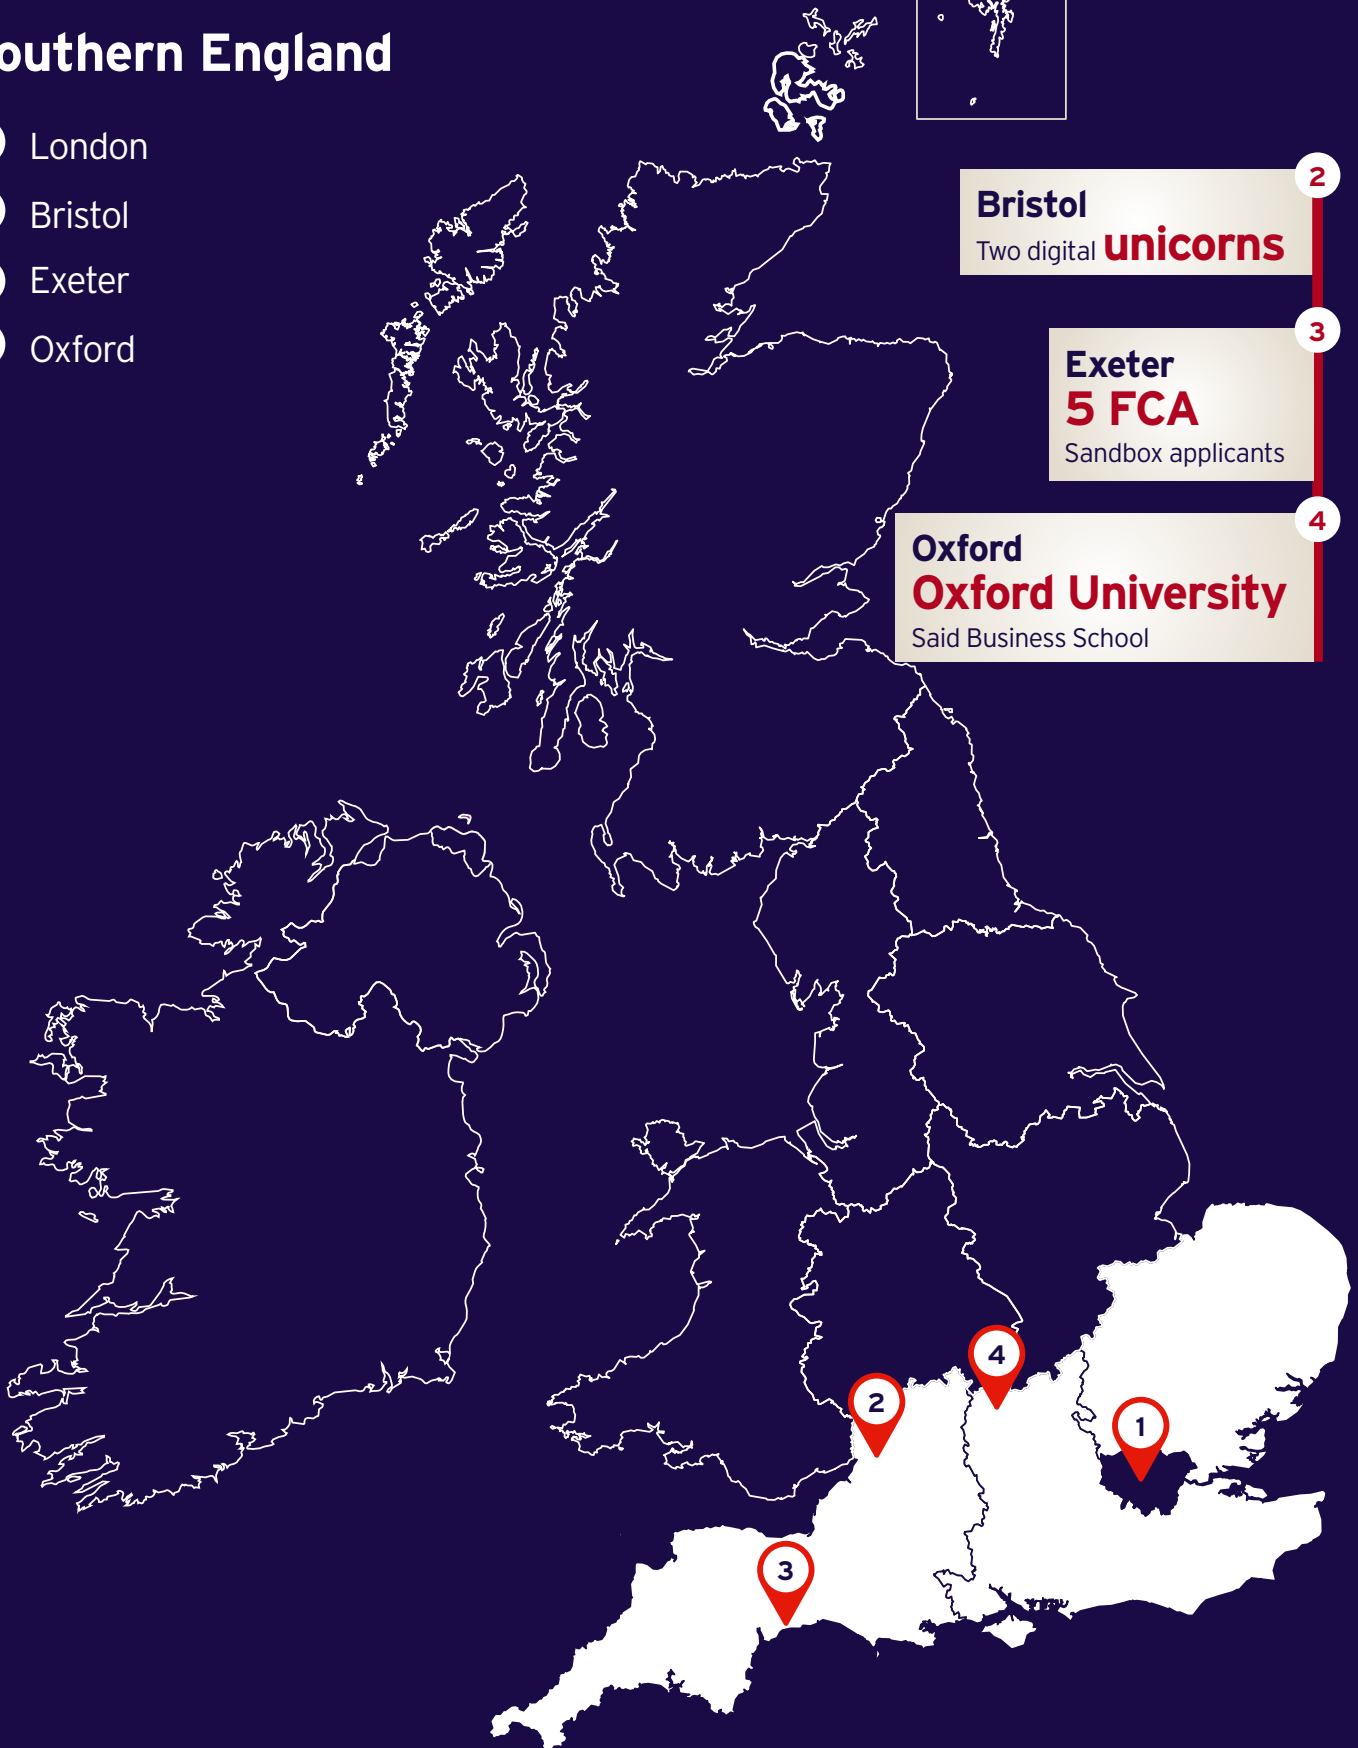 outhern England
London
Bristol
Exeter
Oxford
2
Bristol
Two digital unicorns
3
Exeter
5 FCA
Sandbox applicants
4
Oxford
Oxford University
Said Business School
4
2
1
3